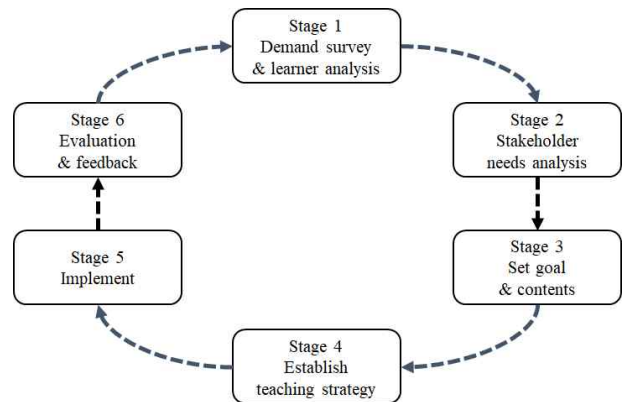 Stage 1
Demand survey
& learner analysis
Stage 2
Stakeholder
needs analysis
Stage 3
Set goal
& contents
Stage 4
Establish
teaching strategy
Stage 5
Implement
Stage 6
Evaluation
& feedback